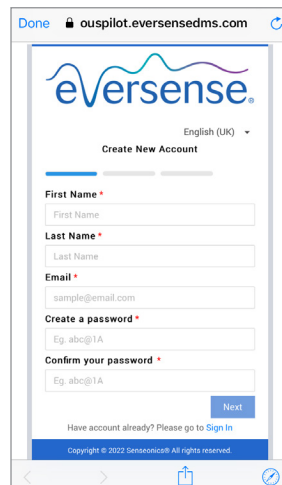 Done ouspilot.eversensedms.com
eversense®
English (UK)
Create New Account
First Name *
First Name
Last Name *
Last Name
Email *
sample@email.com
Create a password *
Eg. abc@1A
Confirm your password *
Eg. abc@1A
Next
Have account already? Please go to Sign In
Copyright © 2022 Senseonics® All rights reserved.